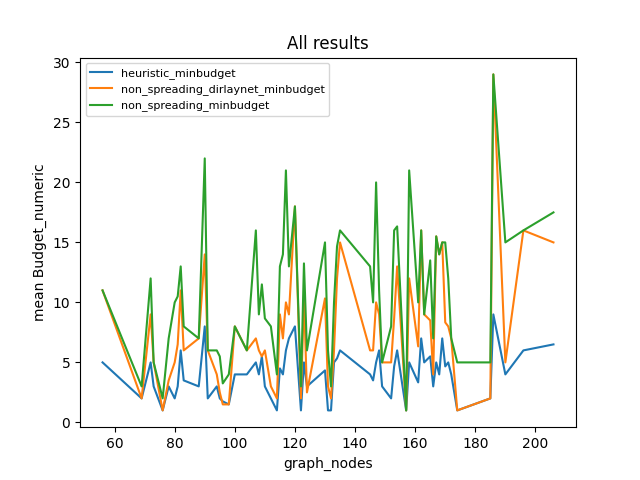 All results
heuristic_minbudget
non_spreading_dirlaynet_minbudget
non_spreading_minbudget
mean Budget_numeric
30
25
20
15
10
5
0
60 80 100 120 140 160 180 200
graph_nodes